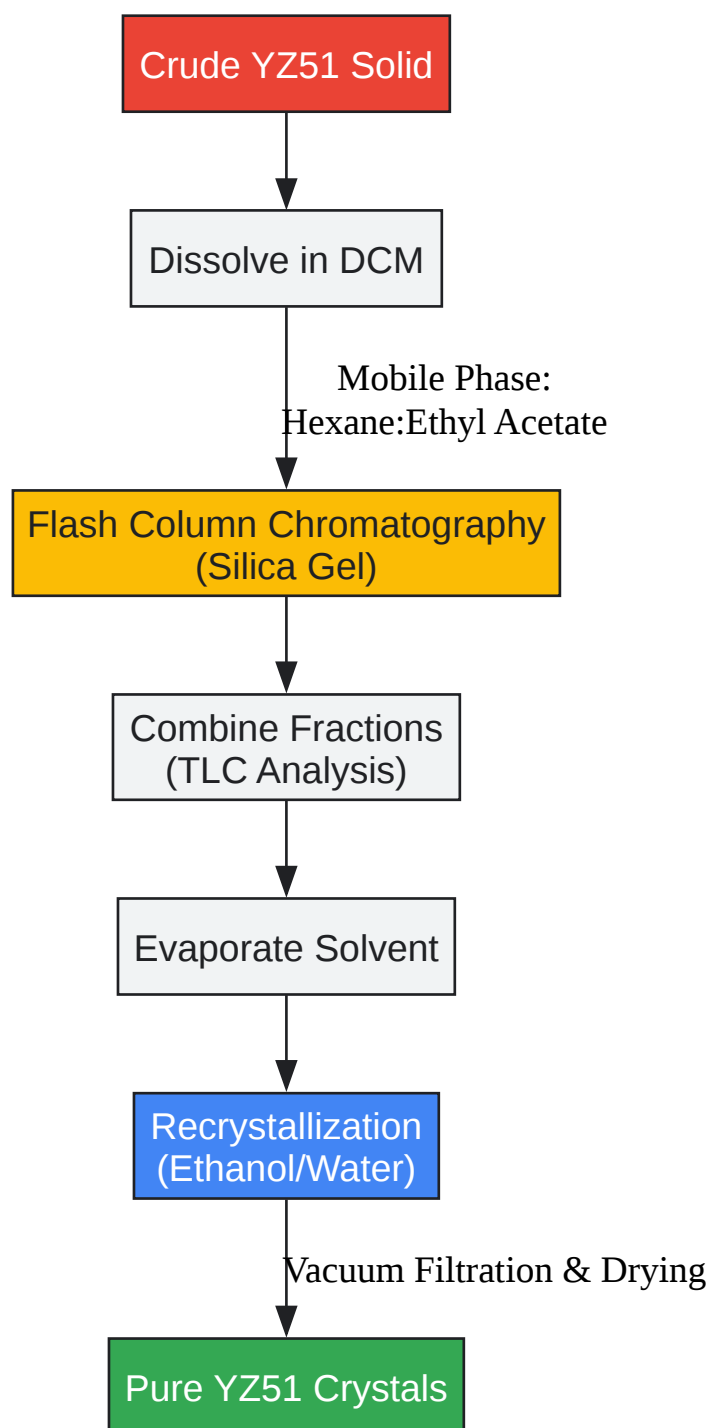 Crude YZ51 Solid
Dissolve in DCM
Mobile Phase:
Hexane:Ethyl Acetate
Flash Column Chromatography
(Silica Gel)
Combine Fractions
(TLC Analysis)
Evaporate Solvent
Recrystallization
(Ethanol/Water)
Vacuum Filtration & Drying
Pure YZ51 Crystals